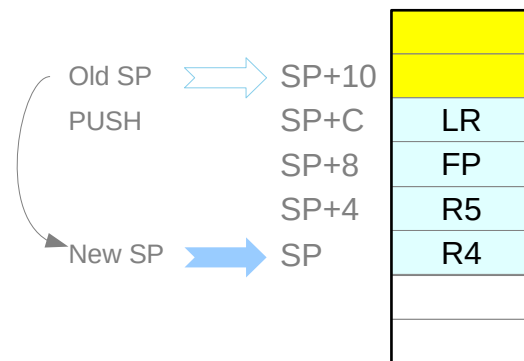 Old SP SP+10
PUSH SP+C LR
SP+8 FP
SP+4 R5
New SP SP R4